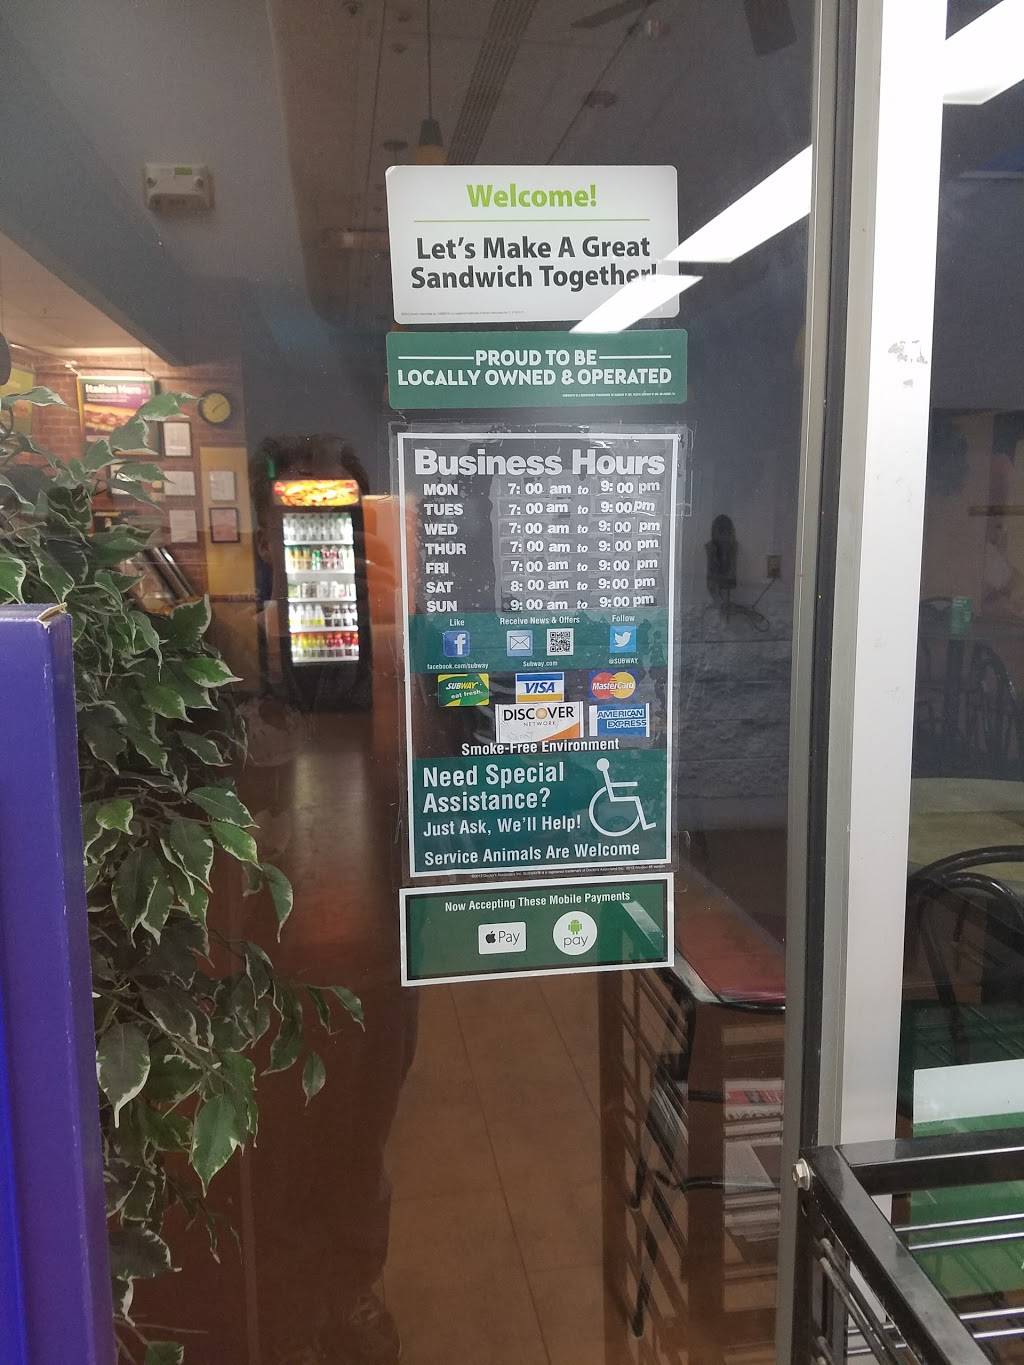 Welcome!
Let's Make A Great
Sandwich Together!
PROUD TO BE
LOCALLY OWNED & OPERATED
Italian Hero
Business Hours
MON 7:00 am to 9:00 pm
TUES 7:00 am to 9:00 pm
WED 7:00 am to 9:00 pm
THUR 7:00 am to 9:00 pm
FRI 7:00 am to 9:00 pm
SAT 8:00 am to 9:00 pm
SUN 9:00 am to 9:00 pm
Like Receive News & Offers Follow
facebook.com/subway Subway.com @SUBWAY
SUBWAY eat fresh. VISA MasterCard
DISCOVER NETWORK AMERICAN EXPRESS
Smoke-Free Environment
Need Special
Assistance?
Just Ask, We'll Help!
Service Animals Are Welcome
Now Accepting These Mobile Payments
Pay pay